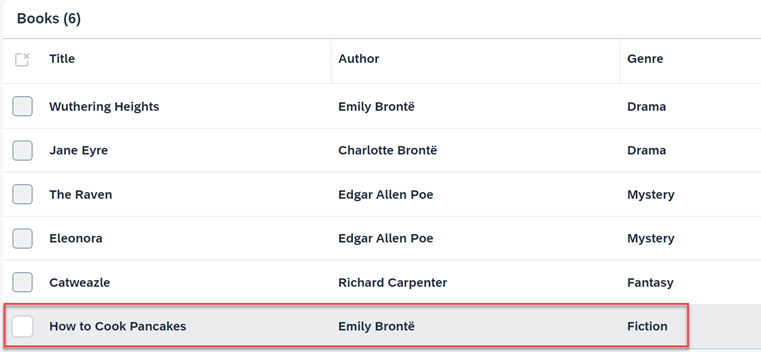 Books (6)
Title Author Genre
Wuthering Heights Emily Brontë Drama
Jane Eyre Charlotte Brontë Drama
The Raven Edgar Allen Poe Mystery
Eleonora Edgar Allen Poe Mystery
Catweazle Richard Carpenter Fantasy
How to Cook Pancakes Emily Brontë Fiction